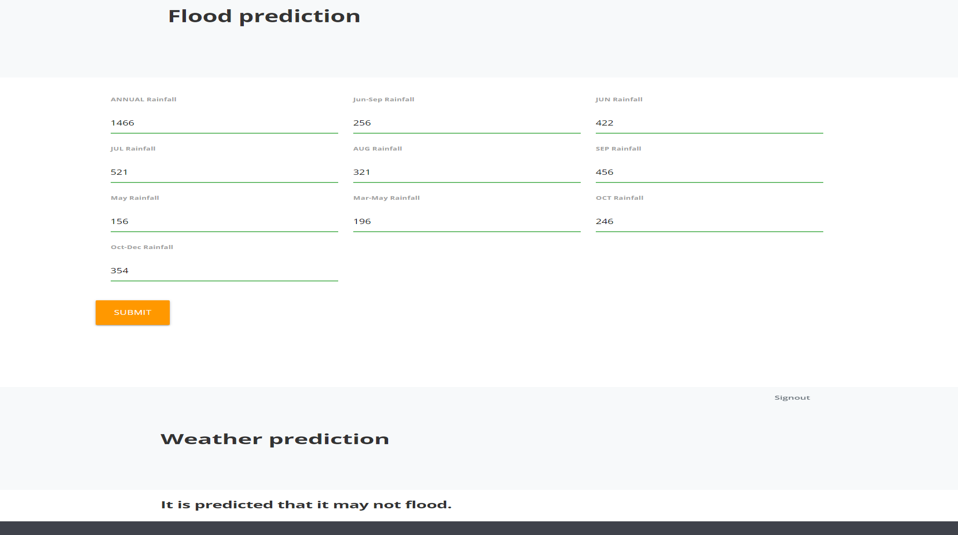 Flood prediction
ANNUAL Rainfall
Jun-Sep Rainfall
JUN Rainfall
1466
256
422
JUL Rainfall
AUG Rainfall
SEP Rainfall
521
321
456
May Rainfall
Mar-May Rainfall
OCT Rainfall
156
196
246
Oct-Dec Rainfall
354
SUBMIT
Signout
Weather prediction
It is predicted that it may not flood.